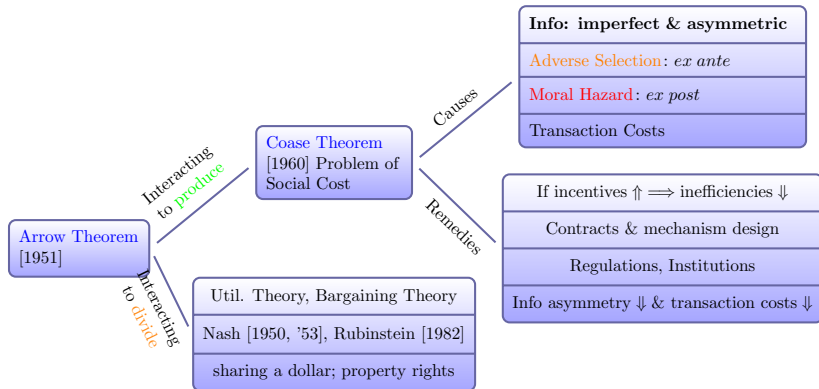 Arrow Theorem
[1951]
Interacting
to produce
Coase Theorem
[1960] Problem of
Social Cost
Causes
Info: imperfect & asymmetric
Adverse Selection: ex ante
Moral Hazard: ex post
Transaction Costs
Remedies
If incentives ⇑ ⟹ inefficiencies ⇓
Contracts & mechanism design
Regulations, Institutions
Info asymmetry ⇓ & transaction costs ⇓
Interacting
to divide
Util. Theory, Bargaining Theory
Nash [1950, '53], Rubinstein [1982]
sharing a dollar; property rights